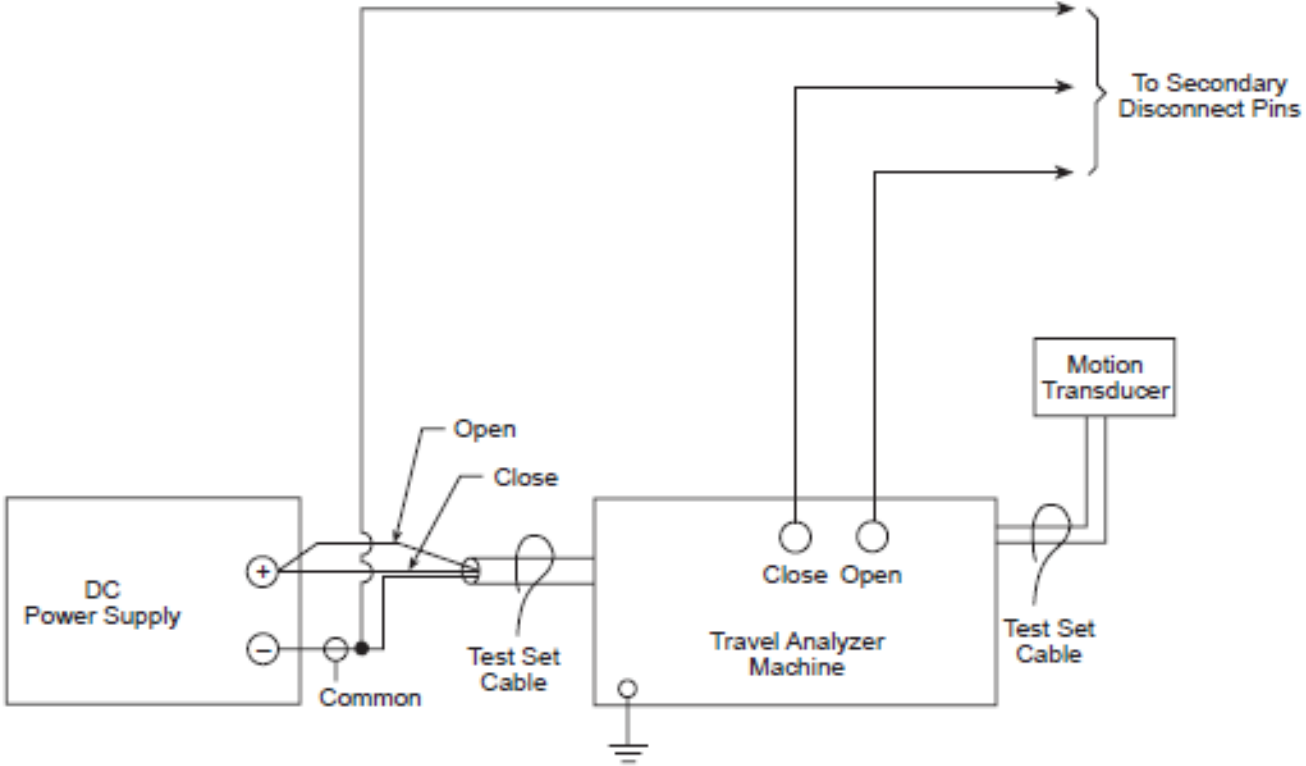 To Secondary
Disconnect Pins
Motion
Transducer
Open
Close
DC
Power Supply
+
−
Common
Test Set
Cable
Close Open
Travel Analyzer
Machine
Test Set
Cable